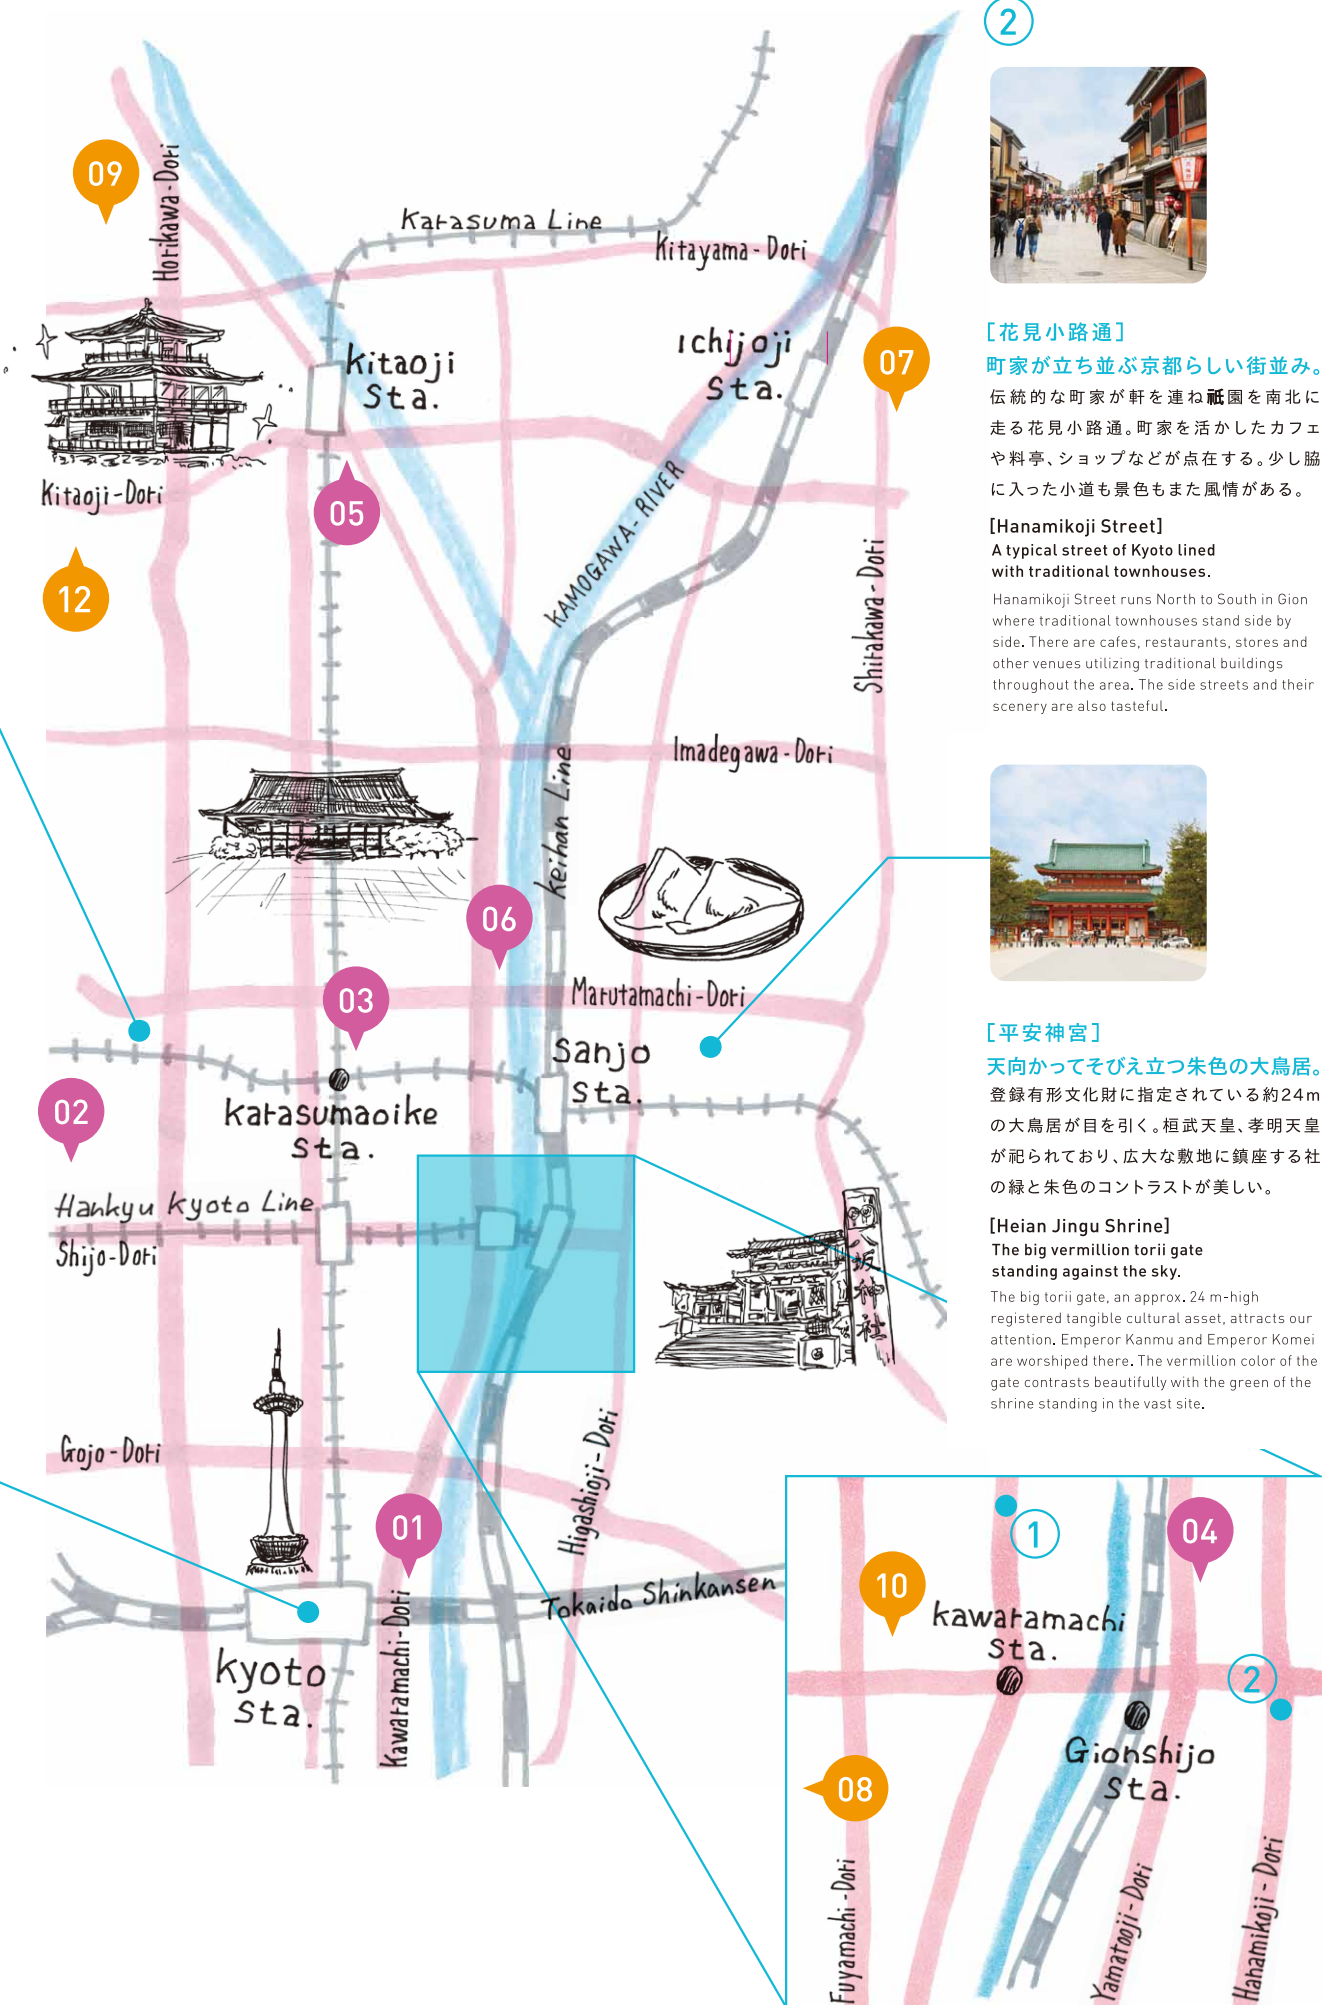 09
Horikawa-Dori
Karasuma Line
Kitayama-Dori
Kitaoji
Sta.
Ichijoji
Sta.
07
Kitaoji-Dori
05
12
KAMOGAWA-RIVER
Shirakawa-Dori
Imadegawa-Dori
Keihan Line
06
03
Marutamachi-Dori
Sanjo
Sta.
02
Karasumaoike
Sta.
Hankyu Kyoto Line
Shijo-Dori
八坂神社
Gojo-Dori
Higashioji-Dori
01
Kawaramachi-Dori
Tokaido Shinkansen
Kyoto
Sta.
2
[花見小路通]
町家が立ち並ぶ京都らしい街並み。
伝統的な町家が軒を連ね祇園を南北に
走る花見小路通。町家を活かしたカフェ
や料亭、ショップなどが点在する。少し脇
に入った小道も景色もまた風情がある。
[Hanamikoji Street]
A typical street of Kyoto lined
with traditional townhouses.
Hanamikoji Street runs North to South in Gion
where traditional townhouses stand side by
side. There are cafes, restaurants, stores and
other venues utilizing traditional buildings
throughout the area. The side streets and their
scenery are also tasteful.
[平安神宮]
天向かってそびえ立つ朱色の大鳥居。
登録有形文化財に指定されている約24m
の大鳥居が目を引く。桓武天皇、孝明天皇
が祀られており、広大な敷地に鎮座する社
の緑と朱色のコントラストが美しい。
[Heian Jingu Shrine]
The big vermillion torii gate
standing against the sky.
The big torii gate, an approx. 24 m-high
registered tangible cultural asset, attracts our
attention. Emperor Kanmu and Emperor Komei
are worshiped there. The vermillion color of the
gate contrasts beautifully with the green of the
shrine standing in the vast site.
1
04
10
Kawaramachi
Sta.
2
Gionshijo
Sta.
08
Fuyamachi-Dori
Yamatooji-Dori
Hanamikoji-Dori